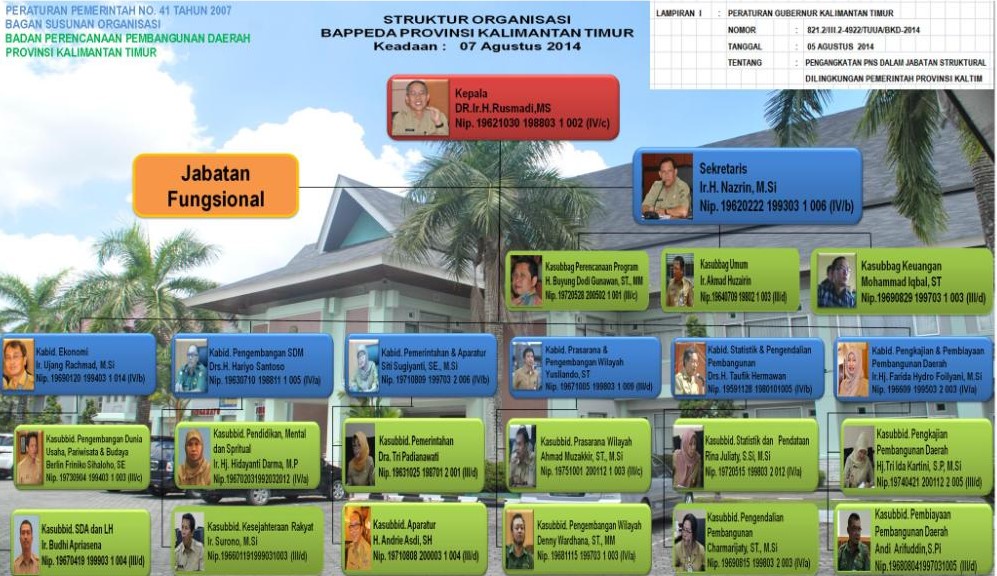 PERATURAN PEMERINTAH NO. 41 TAHUN 2007
BAGAN SUSUNAN ORGANISASI
BADAN PERENCANAAN PEMBANGUNAN DAERAH
PROVINSI KALIMANTAN TIMUR
STRUKTUR ORGANISASI
BAPPEDA PROVINSI KALIMANTAN TIMUR
Keadaan : 07 Agustus 2014
LAMPIRAN I : PERATURAN GUBERNUR KALIMANTAN TIMUR
NOMOR : 821.2/III.2-4922/TUUA/BKD-2014
TANGGAL : 05 AGUSTUS 2014
TENTANG : PENGANGKATAN PNS DALAM JABATAN STRUKTURAL
DILINGKUNGAN PEMERINTAH PROVINSI KALTIM
Kepala
DR.Ir.H.Rusmadi,MS
Nip. 19621030 198803 1 002 (IV/c)
Jabatan
Fungsional
Sekretaris
Ir.H. Nazrin, M.Si
Nip. 19620222 199303 1 006 (IV/b)
Kasubbag Perencanaan Program
H. Buyung Dodi Gunawan, ST., MM
Nip. 19720528 200502 1 001 (III/c)
Kasubbag Umum
Ir.Akmad Huzairin
Nip. 19640709 19802 1 003 (III/d)
Kasubbag Keuangan
Mohammad Iqbal, ST
Nip. 19690829 199703 1 003 (III/d)
Kabid. Ekonomi
Ir. Ujang Rachmad, M.Si
Nip. 19690120 199403 1 014 (IV/b)
Kabid. Pengembangan SDM
Drs.H. Hariyo Santoso
Nip. 19630710 198811 1 005 (IV/a)
Kabid. Pemerintahan & Aparatur
Siti Sugiyanti, SE., M.Si
Nip. 19710809 199703 2 006 (IV/b)
Kabid. Prasarana &
Pengembangan Wilayah
Yusliando, ST
Nip. 19671005 199803 1 009 (III/d)
Kabid. Statistik & Pengendalian
Pembangunan
Drs.H. Taufik Hermawan
Nip. 19591128 1980101005 (IV/b)
Kabid. Pengkajian & Pembiayaan
Pembangunan Daerah
Ir.Hj. Farida Hydro Foilyani, M.Si
Nip. 196609 199503 2 003 (IV/a)
Kasubbid. Pengembangan Dunia
Usaha, Pariwisata & Budaya
Berlin Friniko Sihaloho, SE
Nip. 19730904 199403 1 003 (III/c)
Kasubbid. Pendidikan, Mental
dan Spritual
Ir. Hj. Hidayanti Darma, M.P
Nip. 196702031992032012 (IV/a)
Kasubbid. Pemerintahan
Dra. Tri Padianawati
Nip. 19631025 198701 2 001 (III/d)
Kasubbid. Prasarana Wilayah
Ahmad Muzakkir, ST., M.Si
Nip. 19751001 200112 1 003 (III/c)
Kasubbid. Statistik dan Pendataan
Rina Juliaty, S.Si, M.Si
Nip. 19720515 199803 2 012 (IV/a)
Kasubbid. Pengkajian
Pembangunan Daerah
Hj.Tri Ida Kartini, S.P, M.Si
Nip. 19740421 200112 2 005 (III/d)
Kasubbid. SDA dan LH
Ir. Budhi Apriasena
Nip. 19670419 199903 1 004 (III/d)
Kasubbid. Kesejahteraan Rakyat
Ir. Surono, M.Si
Nip. 196601191999031003 (III/d)
Kasubbid. Aparatur
H. Andrie Asdi, SH
Nip. 19710808 200003 1 004 (III/d)
Kasubbid. Pengembangan Wilayah
Denny Wardhana, ST., MM
Nip. 19681115 199703 1 003 (IV/a)
Kasubbid. Pengendalian
Pembangunan
Charmarijaty, ST., M.Si
Nip. 19690815 199803 2 003 (IV/a)
Kasubbid. Pembiayaan
Pembangunan Daerah
Andi Arifuddin,S.Pi
Nip. 196808041997031005 (III/d)